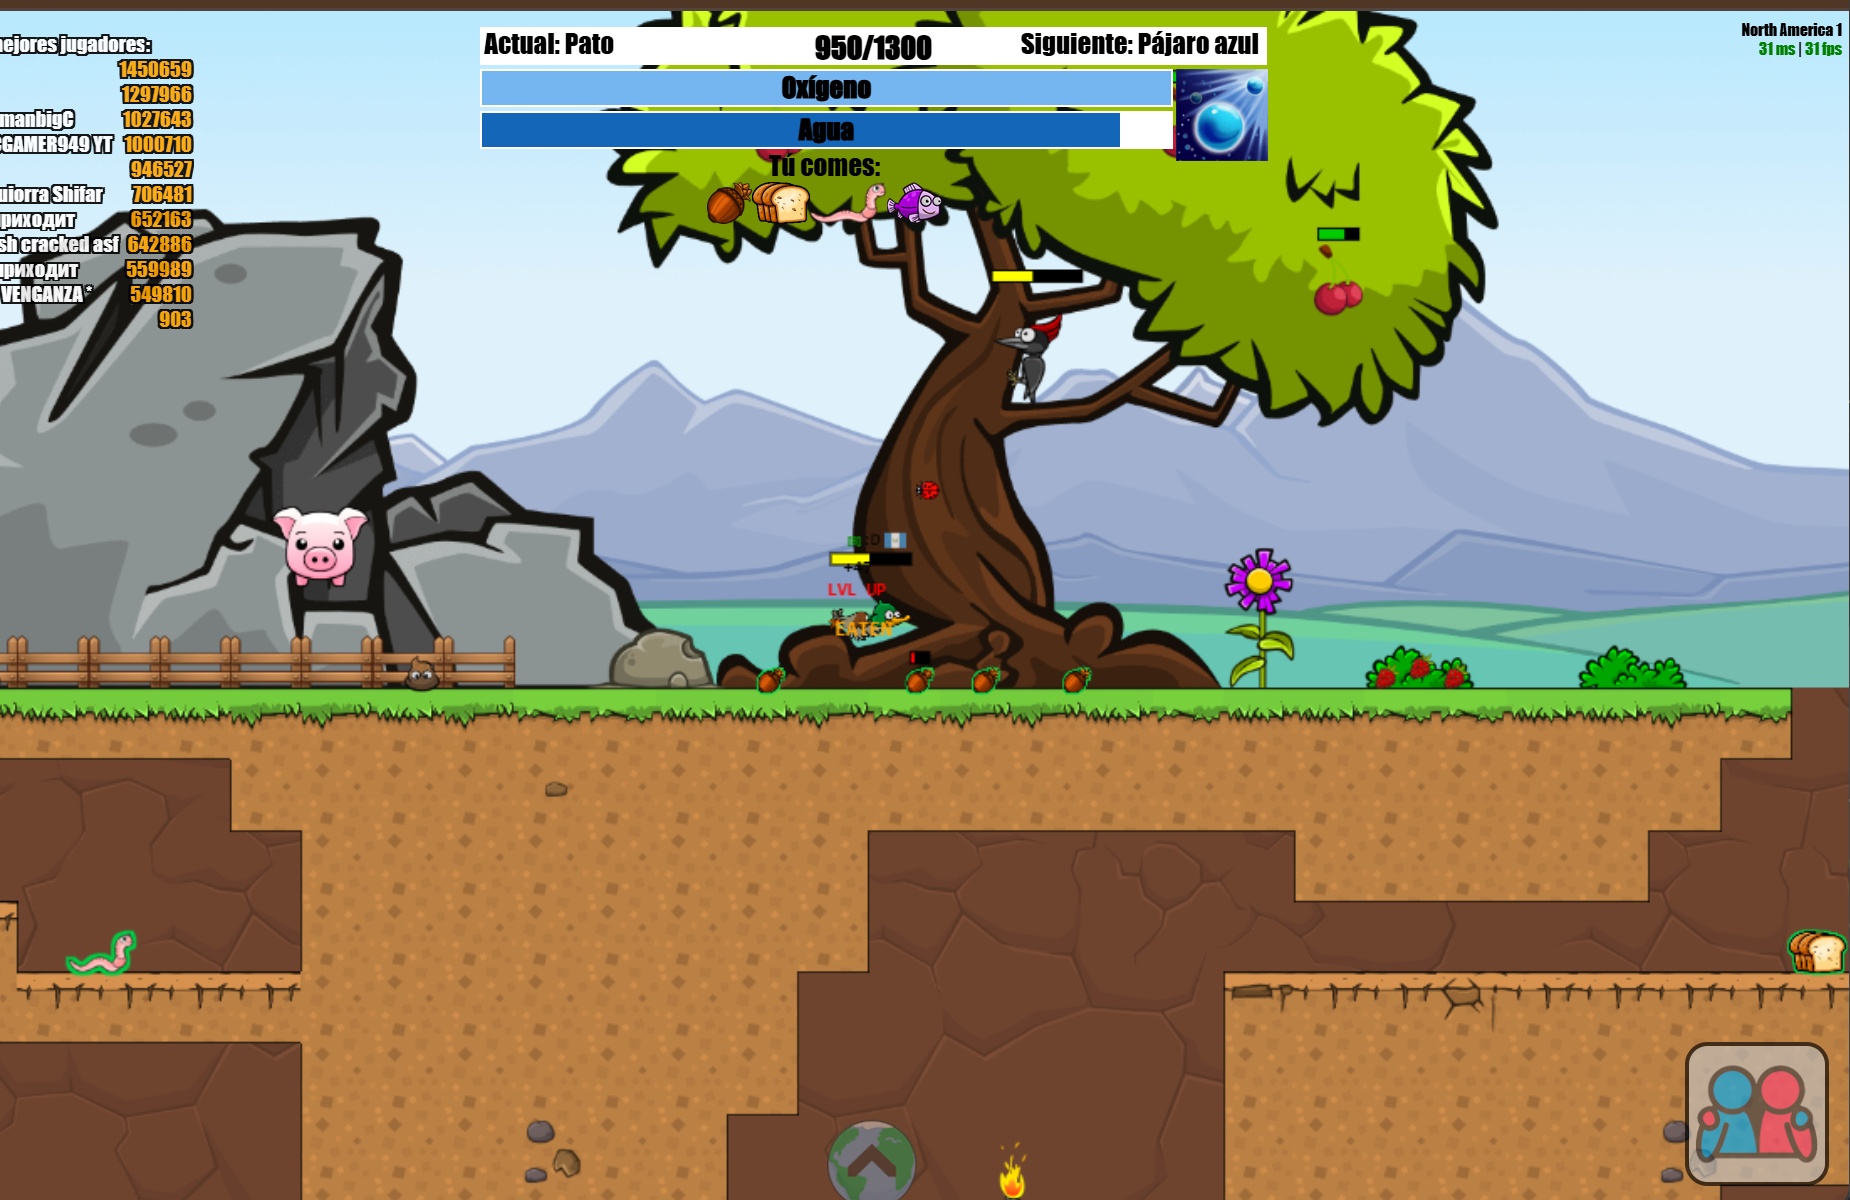 ejores jugadores:
1450659
1297966
manbigC 1027643
GAMER949 YT 1000710
946527
uiorra Shifar 706481
приходит 652163
sh cracked asf 642886
приходит 559989
VENGANZA* 549810
903
Actual: Pato 950/1300 Siguiente: Pájaro azul
Oxígeno
Agua
Tú comes:
North America 1
31 ms | 31 fps
:D
LVL UP
EATEN